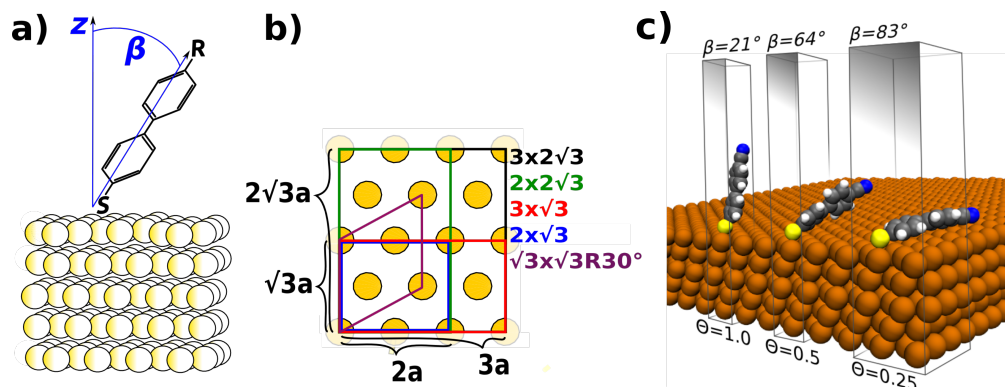 a)
z
β
R
S
b)
2√3a
√3a
2a
3a
3x2√3
2x2√3
3x√3
2x√3
√3x√3R30°
c)
β=21°
β=64°
β=83°
Θ=1.0
Θ=0.5
Θ=0.25